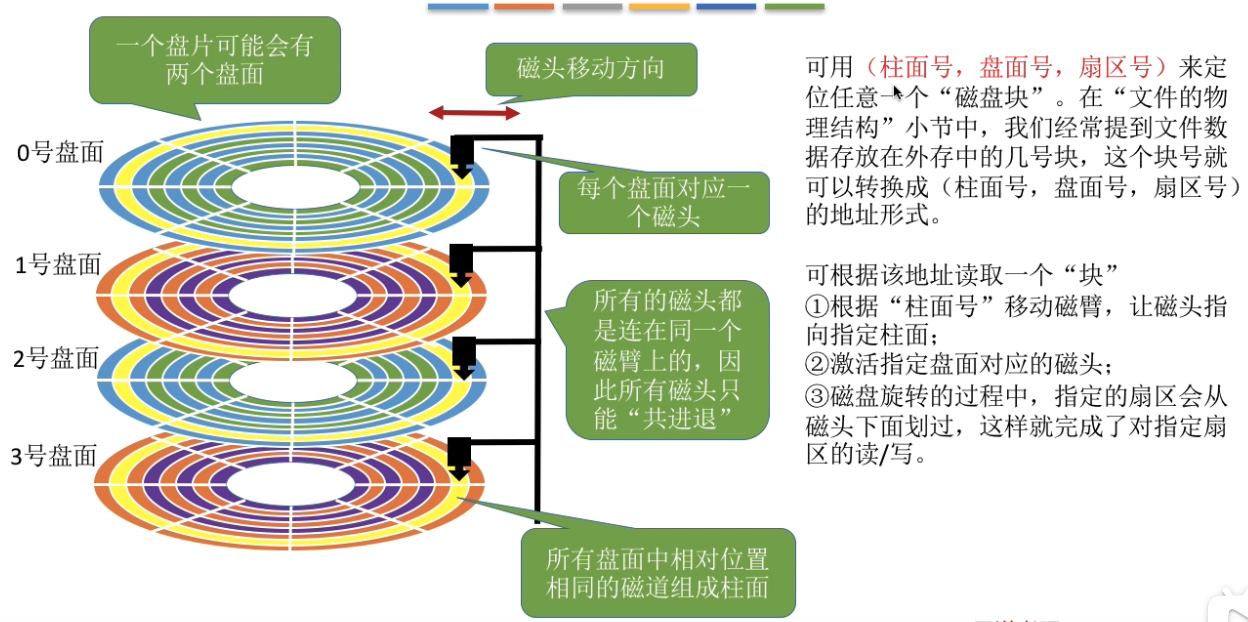 一个盘片可能会有
两个盘面
磁头移动方向
0号盘面
每个盘面对应一
个磁头
1号盘面
所有的磁头都
是连在同一个
磁臂上的，因
此所有磁头只
能“共进退”
2号盘面
3号盘面
所有盘面中相对位置
相同的磁道组成柱面
可用（柱面号，盘面号，扇区号）来定
位任意一个“磁盘块”。在“文件的物
理结构”小节中，我们经常提到文件数
据存放在外存中的几号块，这个块号就
可以转换成（柱面号，盘面号，扇区号）
的地址形式。
可根据该地址读取一个“块”
①根据“柱面号”移动磁臂，让磁头指
向指定柱面；
②激活指定盘面对应的磁头；
③磁盘旋转的过程中，指定的扇区会从
磁头下面划过，这样就完成了对指定扇
区的读/写。